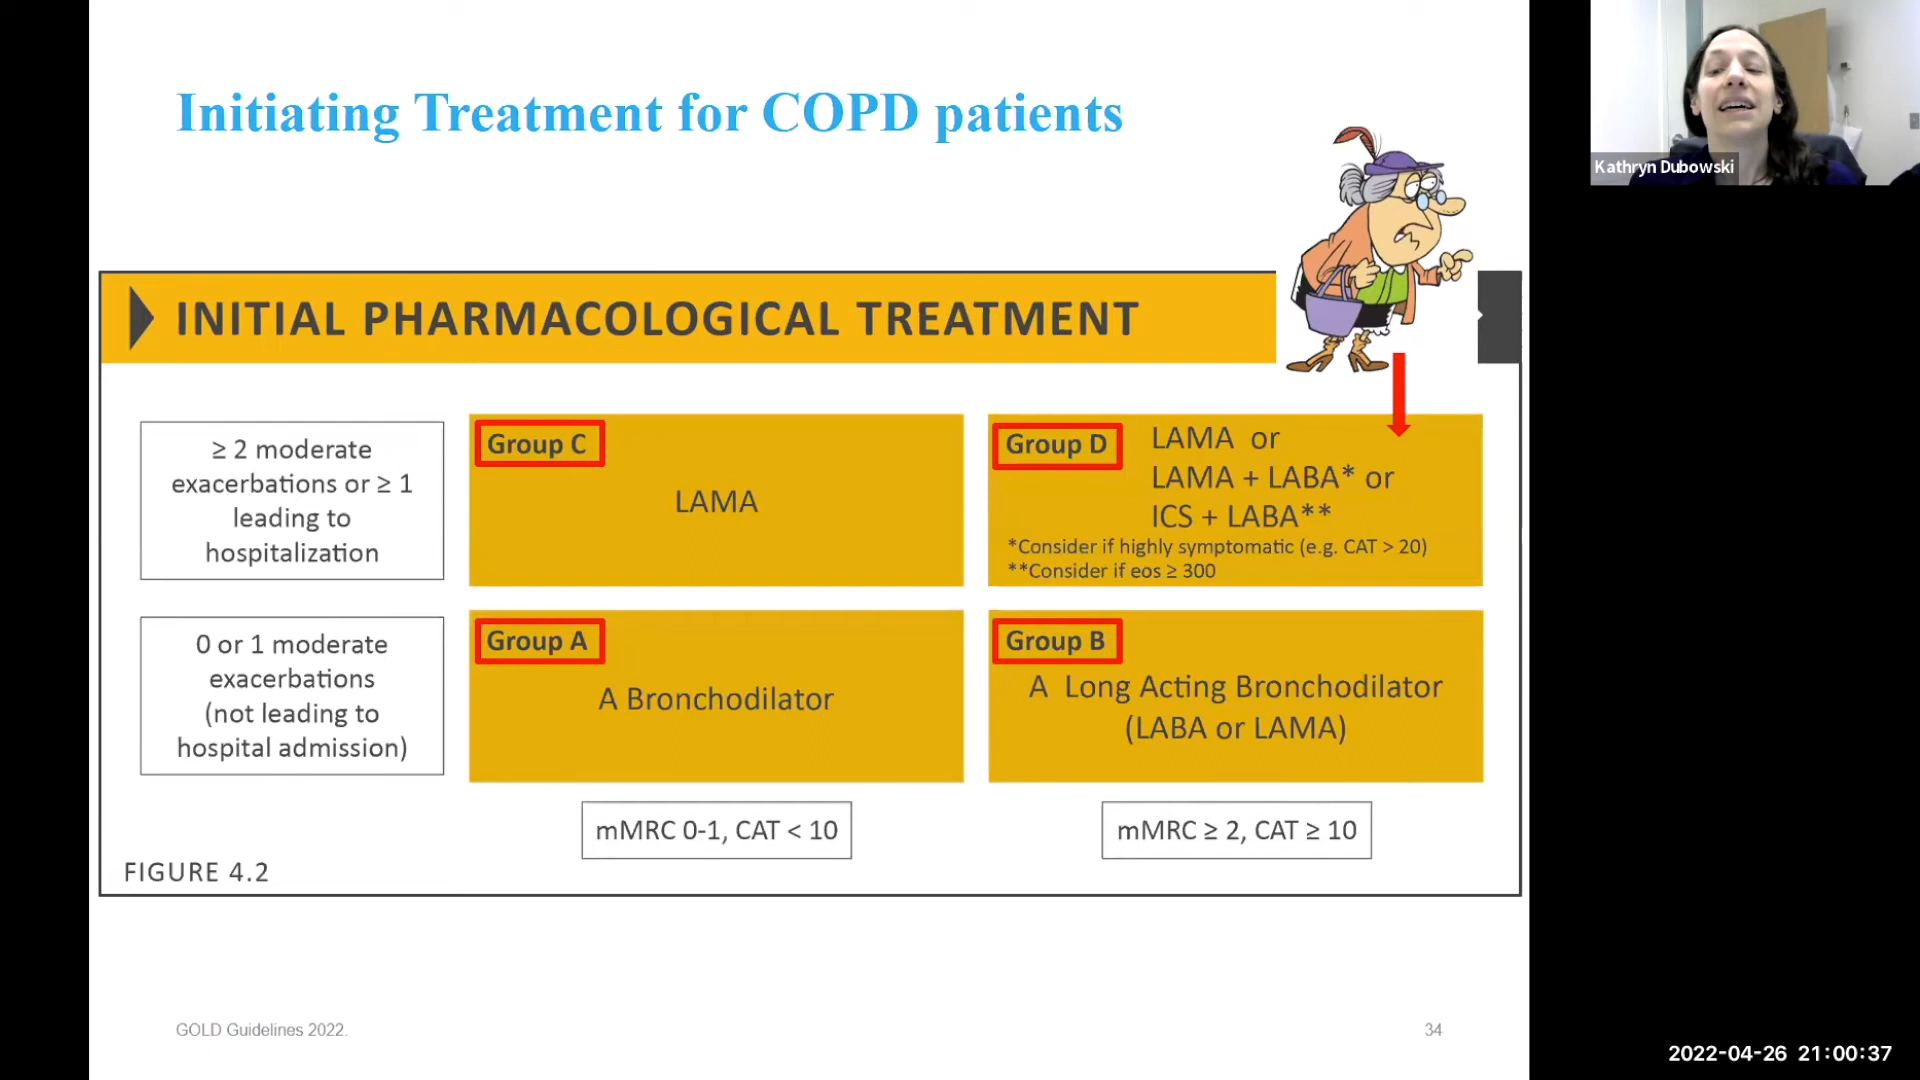 Initiating Treatment for COPD patients
Kathryn Dubowski
INITIAL PHARMACOLOGICAL TREATMENT
≥ 2 moderate
exacerbations or ≥ 1
leading to
hospitalization
Group C
LAMA
Group D
LAMA or
LAMA + LABA* or
ICS + LABA**
*Consider if highly symptomatic (e.g. CAT > 20)
**Consider if eos ≥ 300
0 or 1 moderate
exacerbations
(not leading to
hospital admission)
Group A
A Bronchodilator
Group B
A Long Acting Bronchodilator
(LABA or LAMA)
mMRC 0-1, CAT < 10
mMRC ≥ 2, CAT ≥ 10
FIGURE 4.2
GOLD Guidelines 2022.
34
2022-04-26 21:00:37